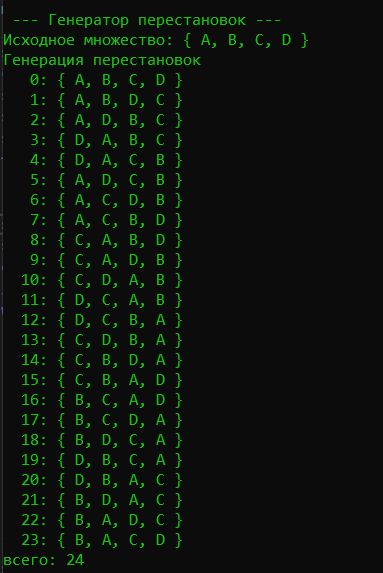 --- Генератор перестановок ---
Исходное множество: { A, B, C, D }
Генерация перестановок
0: { A, B, C, D }
1: { A, B, D, C }
2: { A, D, B, C }
3: { D, A, B, C }
4: { D, A, C, B }
5: { A, D, C, B }
6: { A, C, D, B }
7: { A, C, B, D }
8: { C, A, B, D }
9: { C, A, D, B }
10: { C, D, A, B }
11: { D, C, A, B }
12: { D, C, B, A }
13: { C, D, B, A }
14: { C, B, D, A }
15: { C, B, A, D }
16: { B, C, A, D }
17: { B, C, D, A }
18: { B, D, C, A }
19: { D, B, C, A }
20: { D, B, A, C }
21: { B, D, A, C }
22: { B, A, D, C }
23: { B, A, C, D }
всего: 24